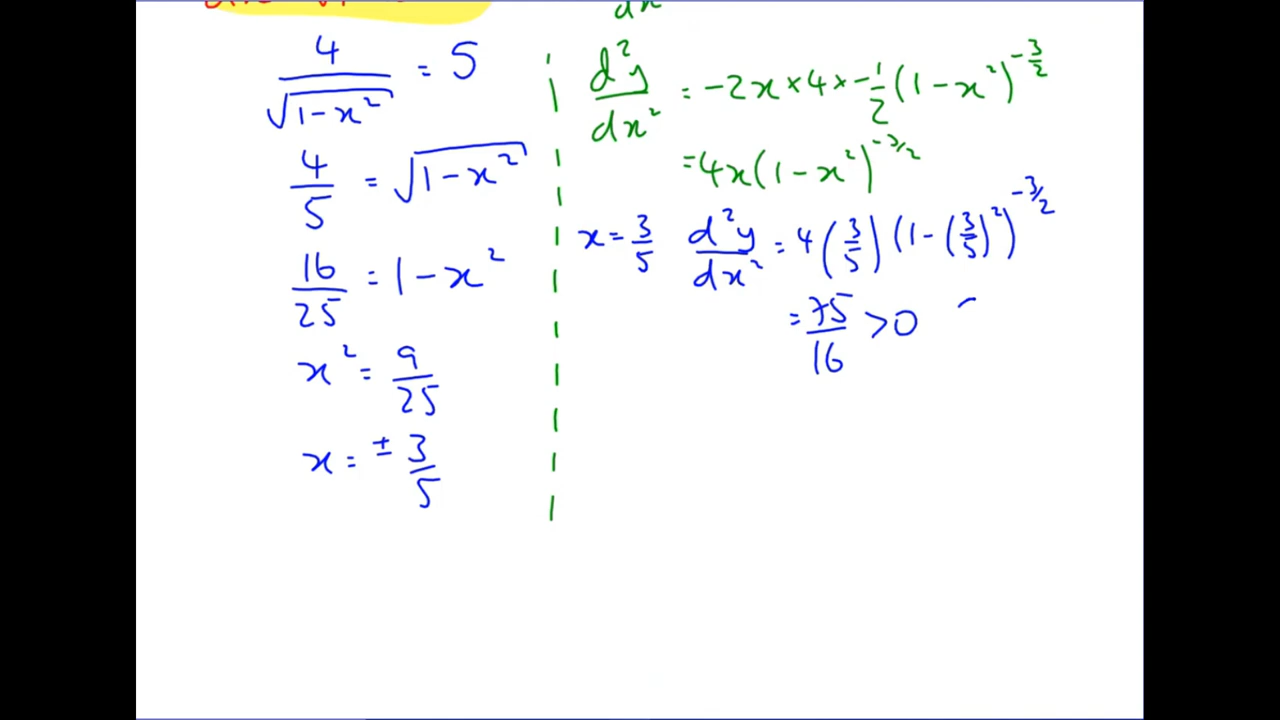 4/√(1-x²) = 5
4/5 = √(1-x²)
16/25 = 1-x²
x² = 9/25
x = ± 3/5
d²y/dx² = -2x × 4 × -1/2 (1-x²)^(-3/2)
= 4x(1-x²)^(-3/2)
x = 3/5 d²y/dx² = 4(3/5)(1-(3/5)²)^(-3/2)
= 75/16 >0